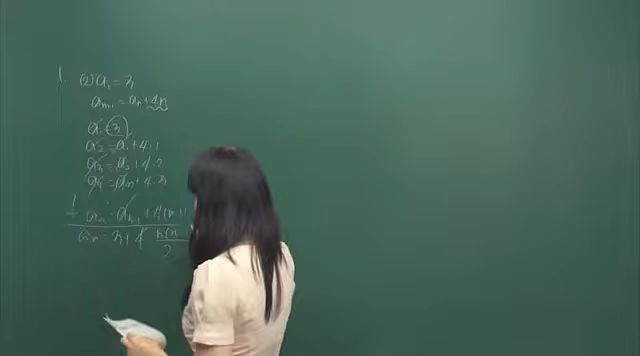 1. (2) a₁ = 3
aₙ₊₁ = aₙ + 4n
a₁ = 3
a₂ = a₁ + 4·1
a₃ = a₂ + 4·2
a₄ = a₃ + 4·3
+ aₙ = aₙ₋₁ + 4(n-1)
aₙ = 3 + 4
2